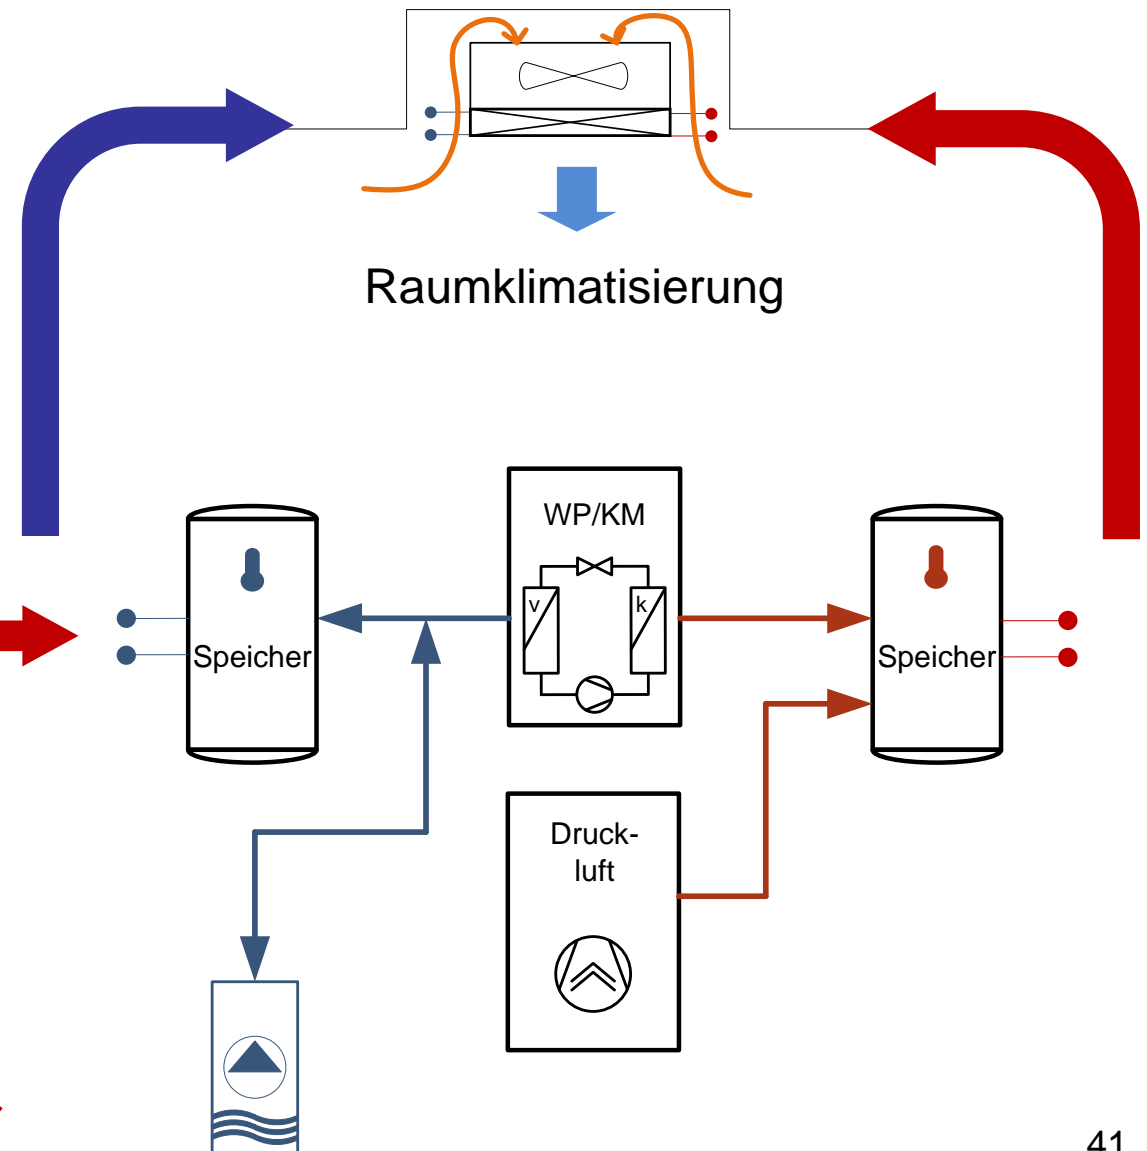 Raumklimatisierung
WP/KM
v
k
Speicher
Speicher
Druck-
luft
41